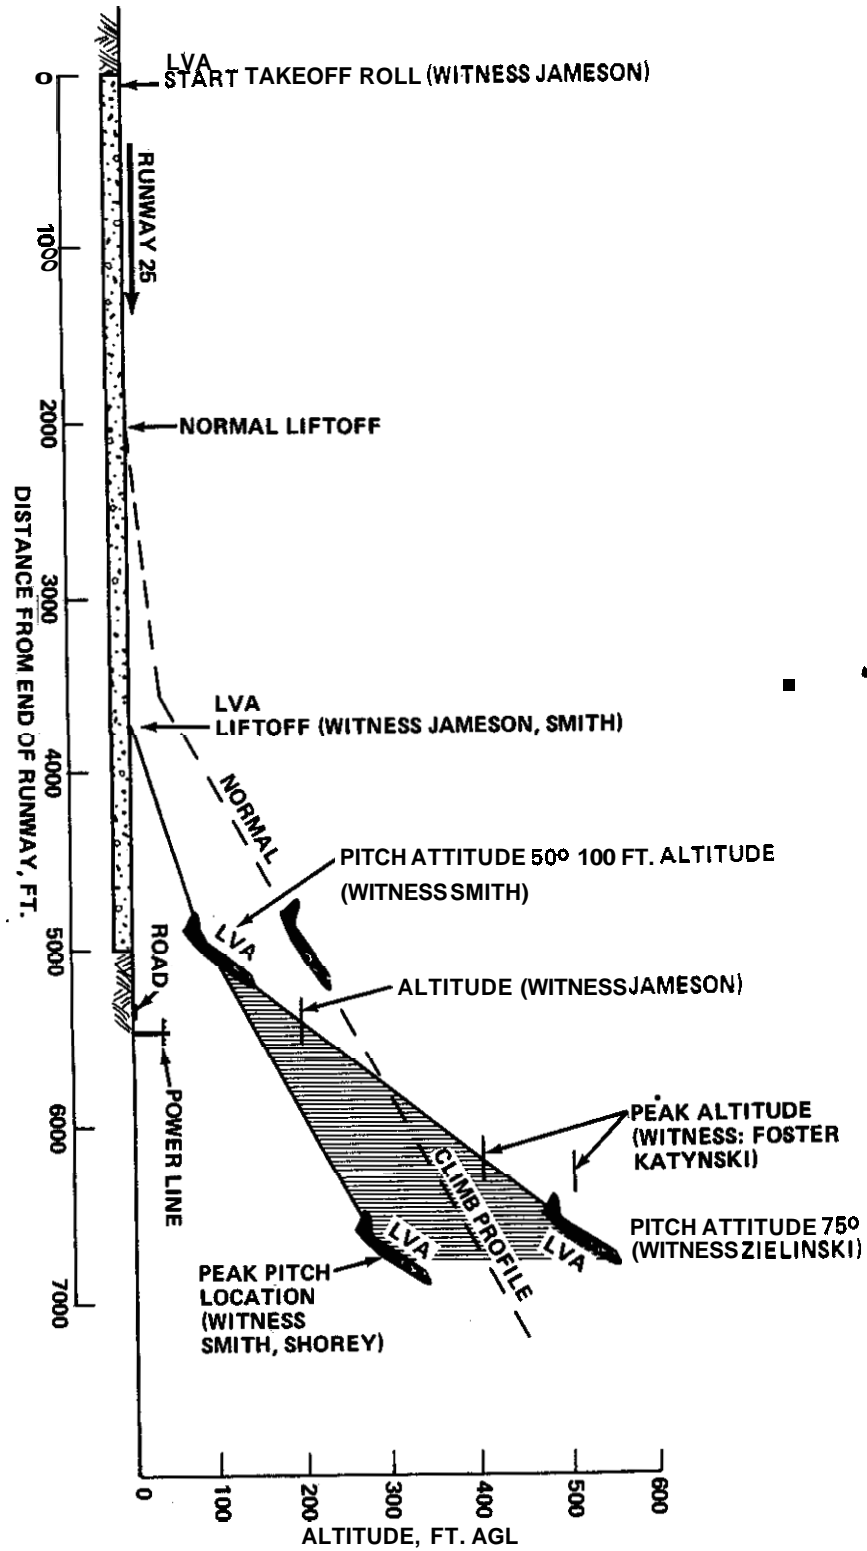 LVA
START TAKEOFF ROLL (WITNESS JAMESON)
0
RUNWAY 25
1000
NORMAL LIFTOFF
2000
DISTANCE FROM END OF RUNWAY, FT.
3000
LVA
LIFTOFF (WITNESS JAMESON, SMITH)
4000
NORMAL
PITCH ATTITUDE 50° 100 FT. ALTITUDE
(WITNESS SMITH)
LVA
5000
ROAD
ALTITUDE (WITNESS JAMESON)
POWER LINE
6000
PEAK ALTITUDE
(WITNESS: FOSTER
KATYNSKI)
CLIMB PROFILE
PITCH ATTITUDE 75°
(WITNESS ZIELINSKI)
LVA
LVA
PEAK PITCH
LOCATION
(WITNESS
SMITH, SHOREY)
7000
0
100
200
300
400
500
600
ALTITUDE, FT. AGL